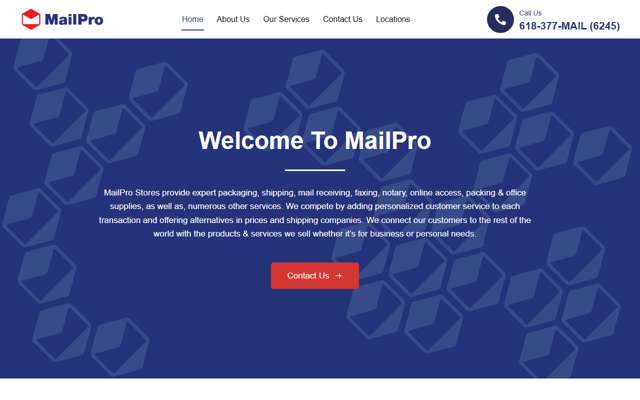 MailPro
Home About Us Our Services Contact Us Locations
Call Us
618-377-MAIL (6245)
Welcome To MailPro
MailPro Stores provide expert packaging, shipping, mail receiving, faxing, notary, online access, packing & office
supplies, as well as, numerous other services. We compete by adding personalized customer service to each
transaction and offering alternatives in prices and shipping companies. We connect our customers to the rest of the
world with the products & services we sell whether it's for business or personal needs.
Contact Us →